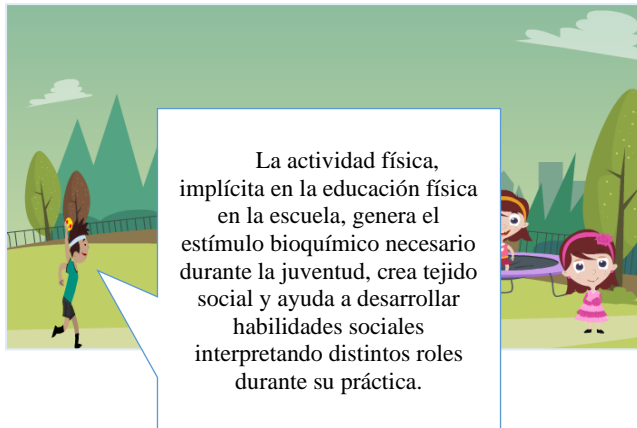 La actividad física,
implícita en la educación física
en la escuela, genera el
estímulo bioquímico necesario
durante la juventud, crea tejido
social y ayuda a desarrollar
habilidades sociales
interpretando distintos roles
durante su práctica.